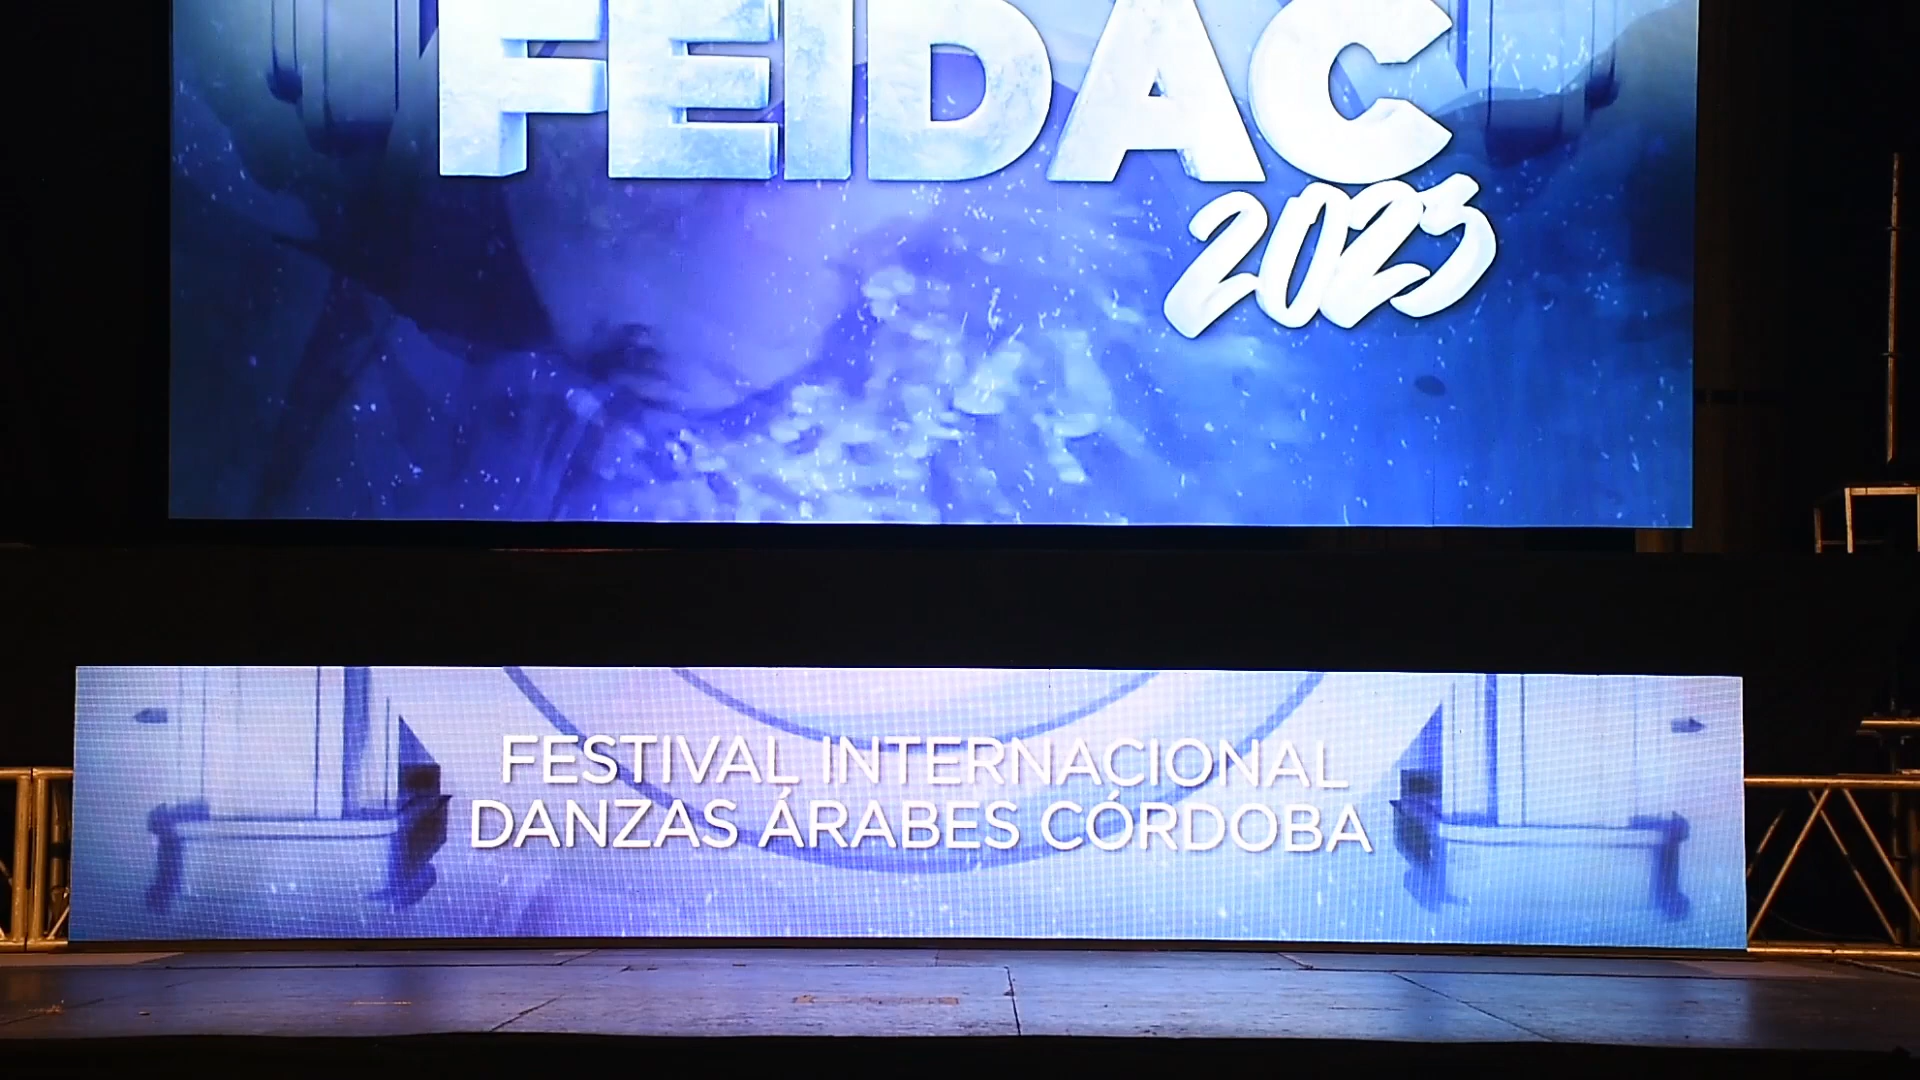 FEIDAC
2023
FESTIVAL INTERNACIONAL
DANZAS ÁRABES CÓRDOBA